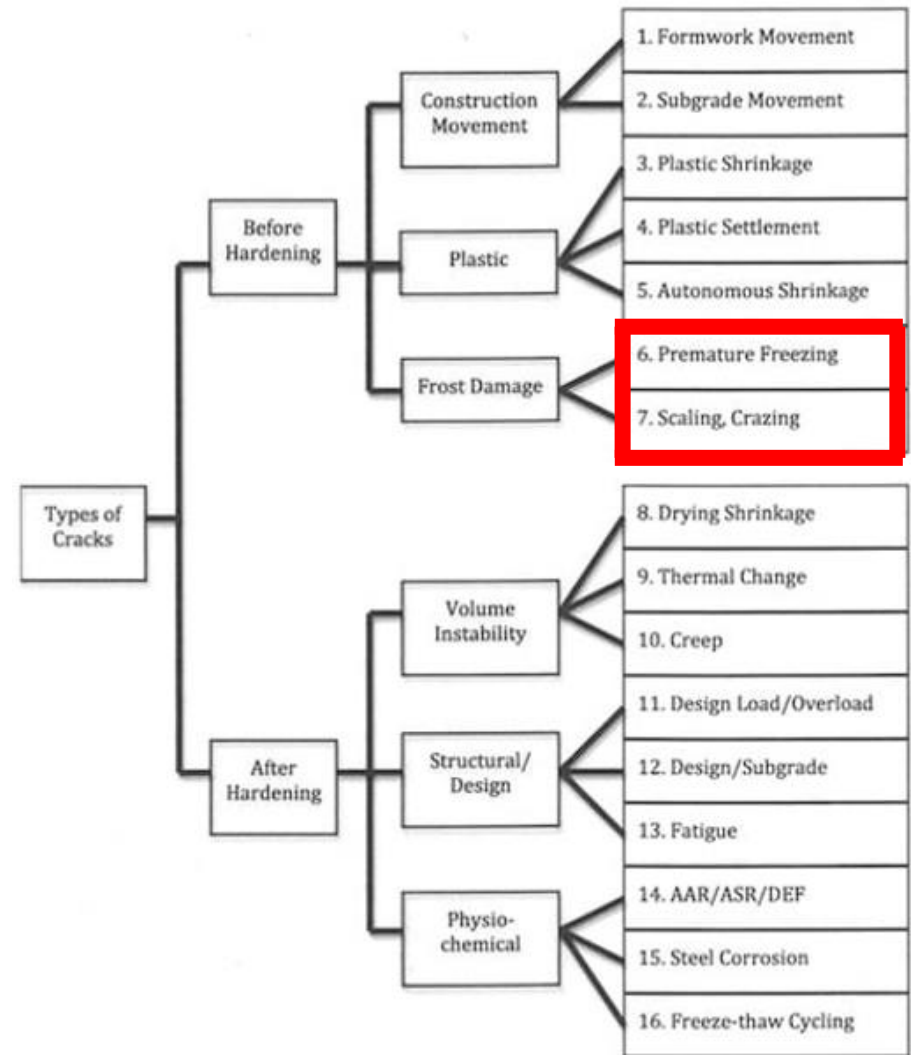 Types of
Cracks
Before
Hardening
Construction
Movement
1. Formwork Movement
2. Subgrade Movement
Plastic
3. Plastic Shrinkage
4. Plastic Settlement
5. Autonomous Shrinkage
Frost Damage
6. Premature Freezing
7. Scaling, Crazing
After
Hardening
Volume
Instability
8. Drying Shrinkage
9. Thermal Change
10. Creep
Structural/
Design
11. Design Load/Overload
12. Design/Subgrade
13. Fatigue
Physio-
chemical
14. AAR/ASR/DEF
15. Steel Corrosion
16. Freeze-thaw Cycling